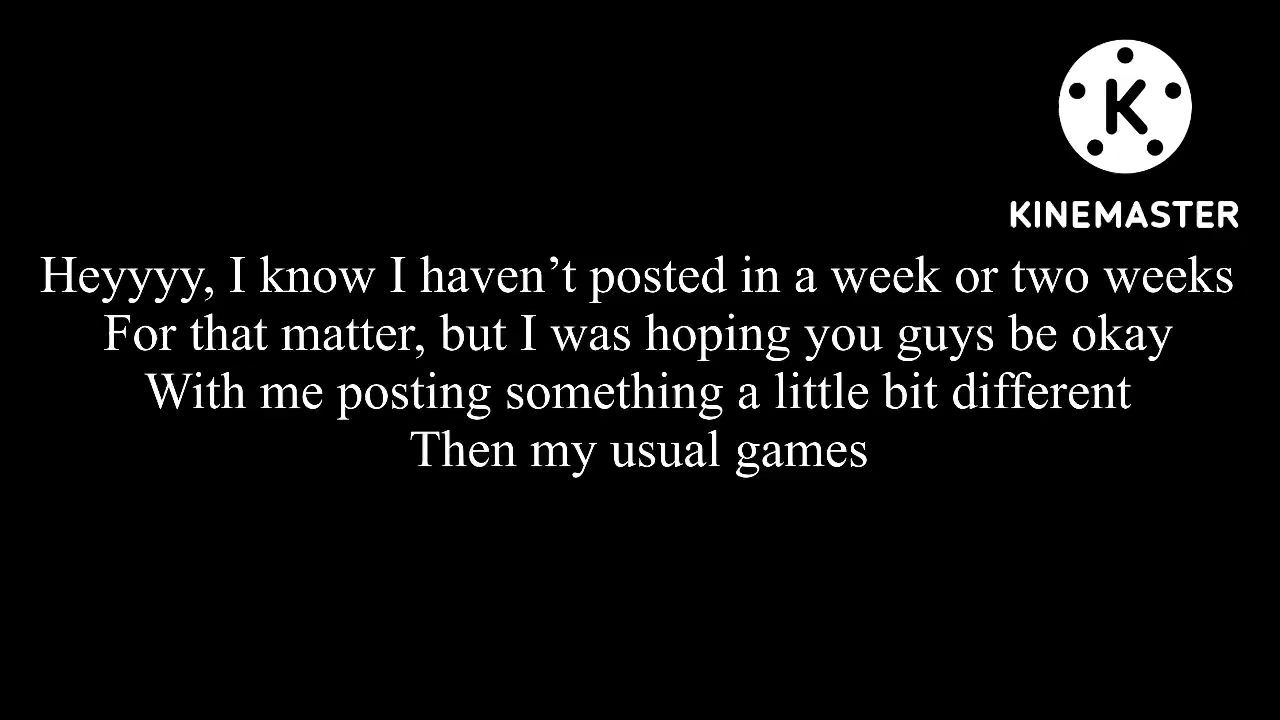 K
KINEMASTER
Heyyyy, I know I haven’t posted in a week or two weeks
For that matter, but I was hoping you guys be okay
With me posting something a little bit different
Then my usual games